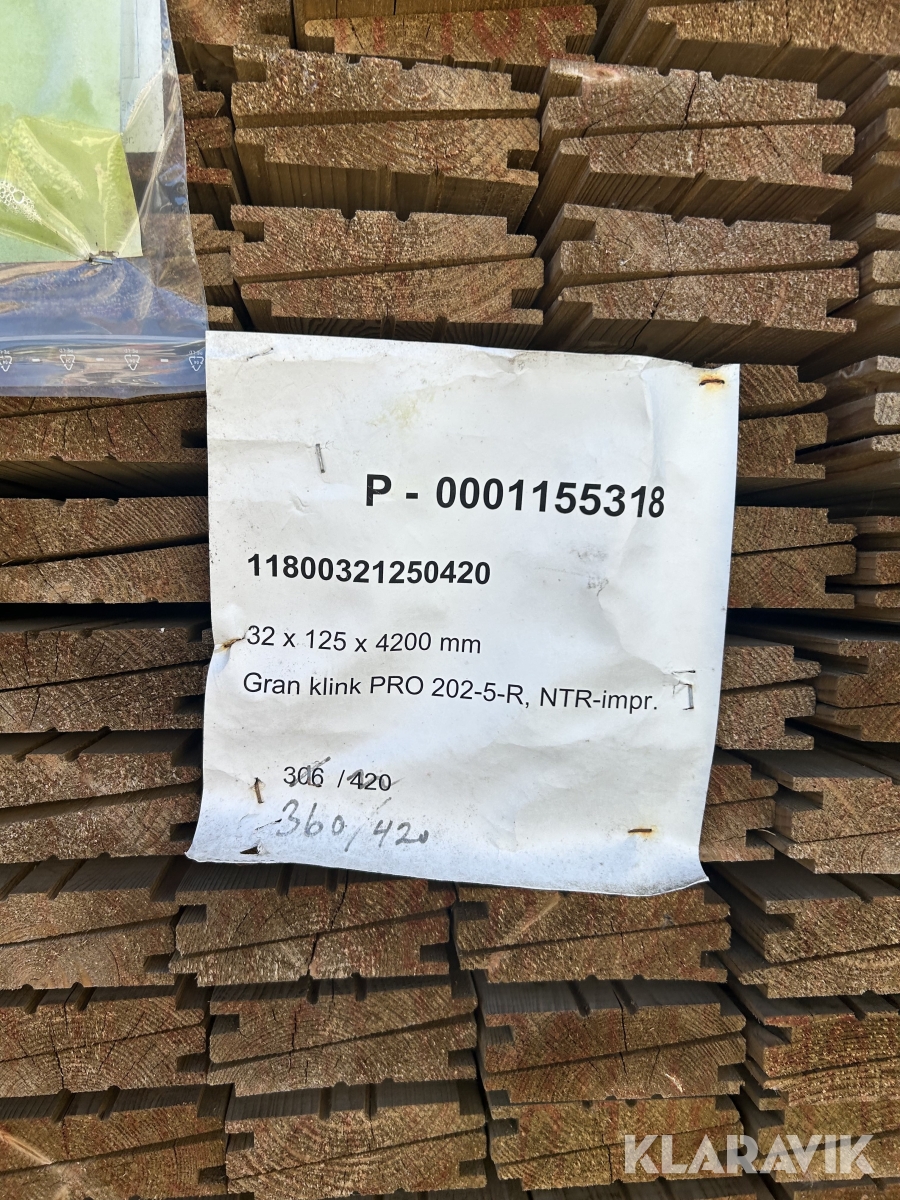 P - 0001155318
11800321250420
32 x 125 x 4200 mm
Gran klink PRO 202-5-R, NTR-impr.
306 / 420
360/420
KLARAVIK